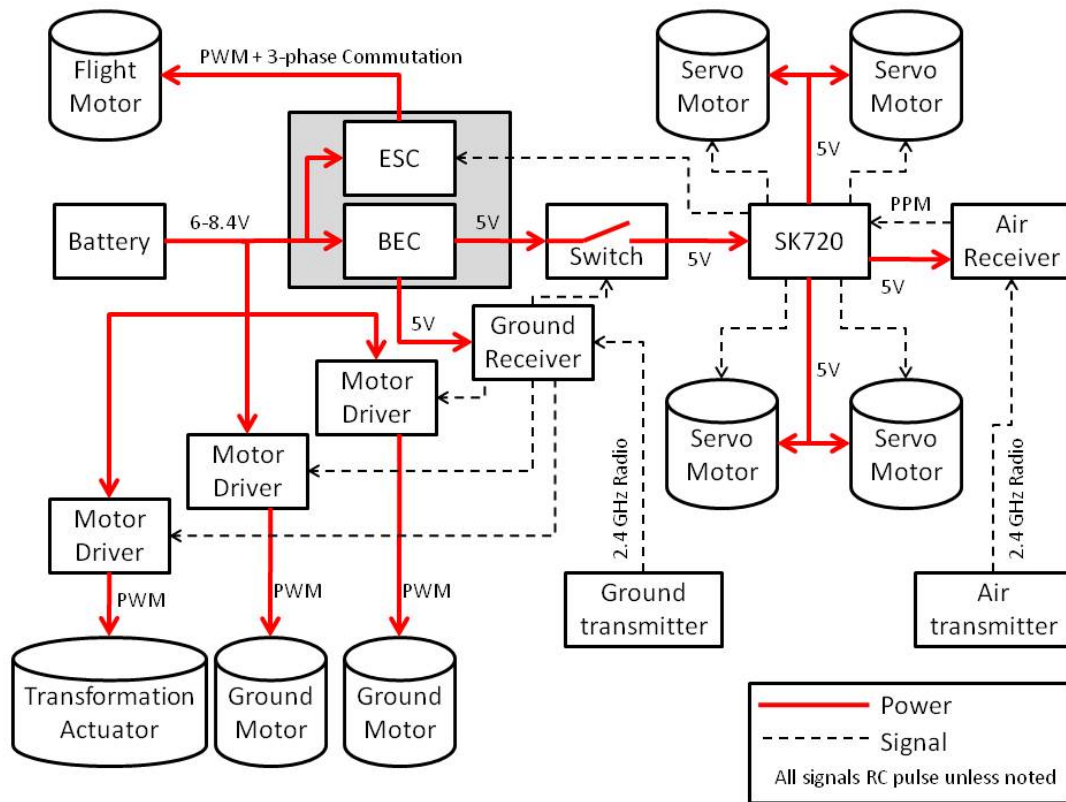 Flight
Motor
PWM + 3-phase Commutation
Servo
Motor
Servo
Motor
ESC
5V
PPM
Battery
6-8.4V
BEC
5V
Switch
5V
SK720
5V
Air
Receiver
5V
Ground
Receiver
Motor
Driver
5V
Servo
Motor
Servo
Motor
Motor
Driver
Motor
Driver
2.4 GHz Radio
2.4 GHz Radio
PWM
PWM
PWM
Ground
transmitter
Air
transmitter
Transformation
Actuator
Ground
Motor
Ground
Motor
Power
Signal
All signals RC pulse unless noted